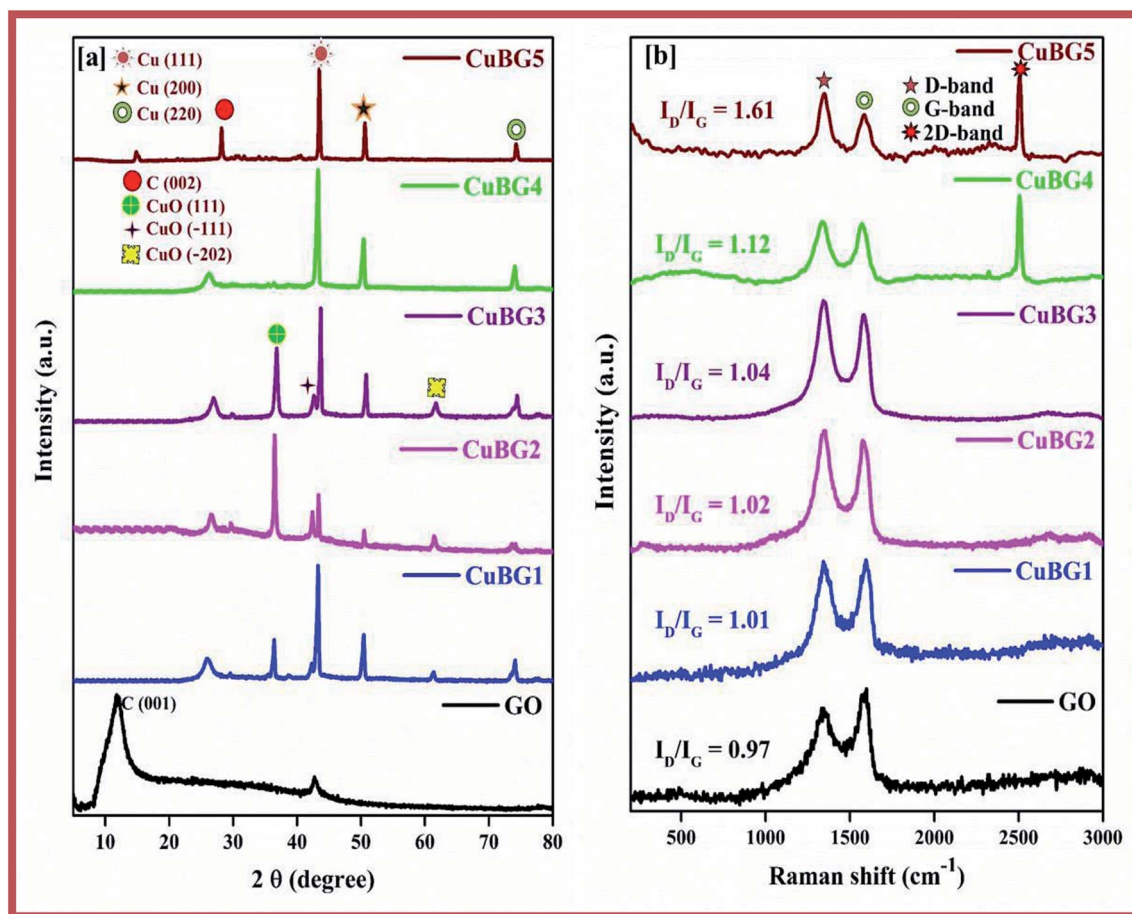 [a]
CuBG5
Cu (111)
Cu (200)
Cu (220)
CuBG4
C (002)
CuO (111)
CuO (-111)
CuO (-202)
CuBG3
CuBG2
CuBG1
C (001)
GO
10 20 30 40 50 60 70 80
2 θ (degree)
Intensity (a.u.)
[b]
CuBG5
D-band
G-band
2D-band
I_D/I_G = 1.61
CuBG4
I_D/I_G = 1.12
CuBG3
I_D/I_G = 1.04
CuBG2
I_D/I_G = 1.02
CuBG1
I_D/I_G = 1.01
GO
I_D/I_G = 0.97
500 1000 1500 2000 2500 3000
Raman shift (cm⁻¹)
Intensity (a.u.)